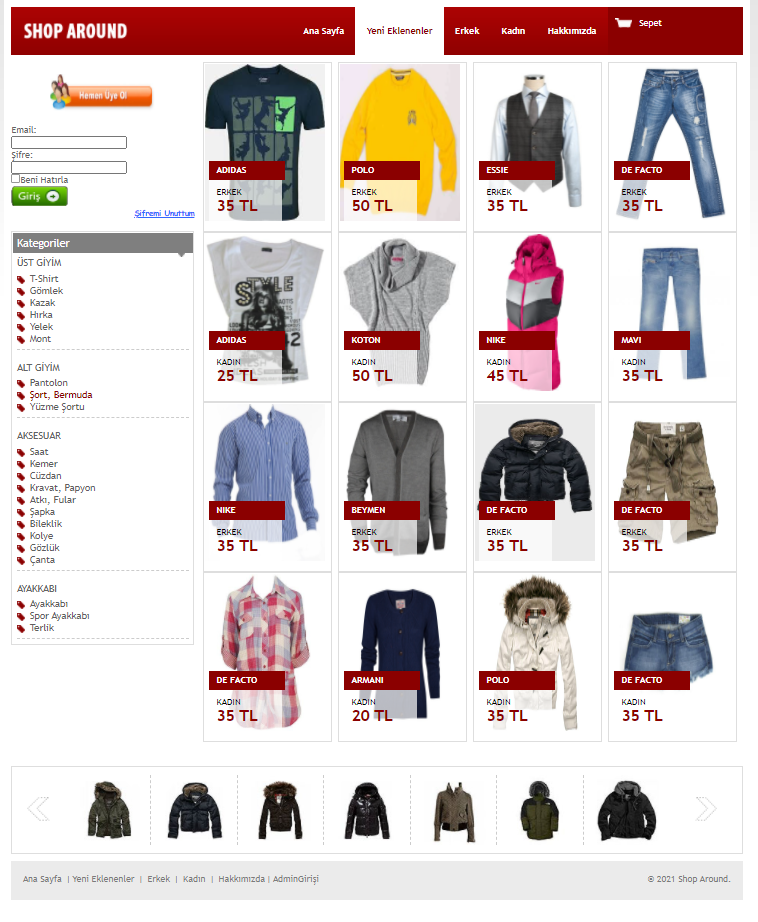 SHOP AROUND
Ana Sayfa
Yeni Eklenenler
Erkek
Kadın
Hakkımızda
Sepet
Hemen Üye Ol
Email:
Şifre:
Beni Hatırla
Giriş
Şifremi Unuttum
Kategoriler
ÜST GİYİM
T-Shirt
Gömlek
Kazak
Hırka
Yelek
Mont
ALT GİYİM
Pantolon
Şort, Bermuda
Yüzme Şortu
AKSESUAR
Saat
Kemer
Cüzdan
Kravat, Papyon
Atkı, Fular
Şapka
Bileklik
Kolye
Gözlük
Çanta
AYAKKABI
Ayakkabı
Spor Ayakkabı
Terlik
ADIDAS
ERKEK
35 TL
POLO
ERKEK
50 TL
ESSIE
ERKEK
35 TL
DE FACTO
ERKEK
35 TL
STYLE
42
ADIDAS
KADIN
25 TL
KOTON
KADIN
50 TL
NIKE
KADIN
45 TL
MAVI
KADIN
35 TL
NIKE
ERKEK
35 TL
BEYMEN
ERKEK
35 TL
DE FACTO
ERKEK
35 TL
DE FACTO
ERKEK
35 TL
DE FACTO
KADIN
35 TL
ARMANI
KADIN
20 TL
POLO
KADIN
35 TL
DE FACTO
KADIN
35 TL
Ana Sayfa | Yeni Eklenenler | Erkek | Kadın | Hakkımızda | AdminGirişi
© 2021 Shop Around.